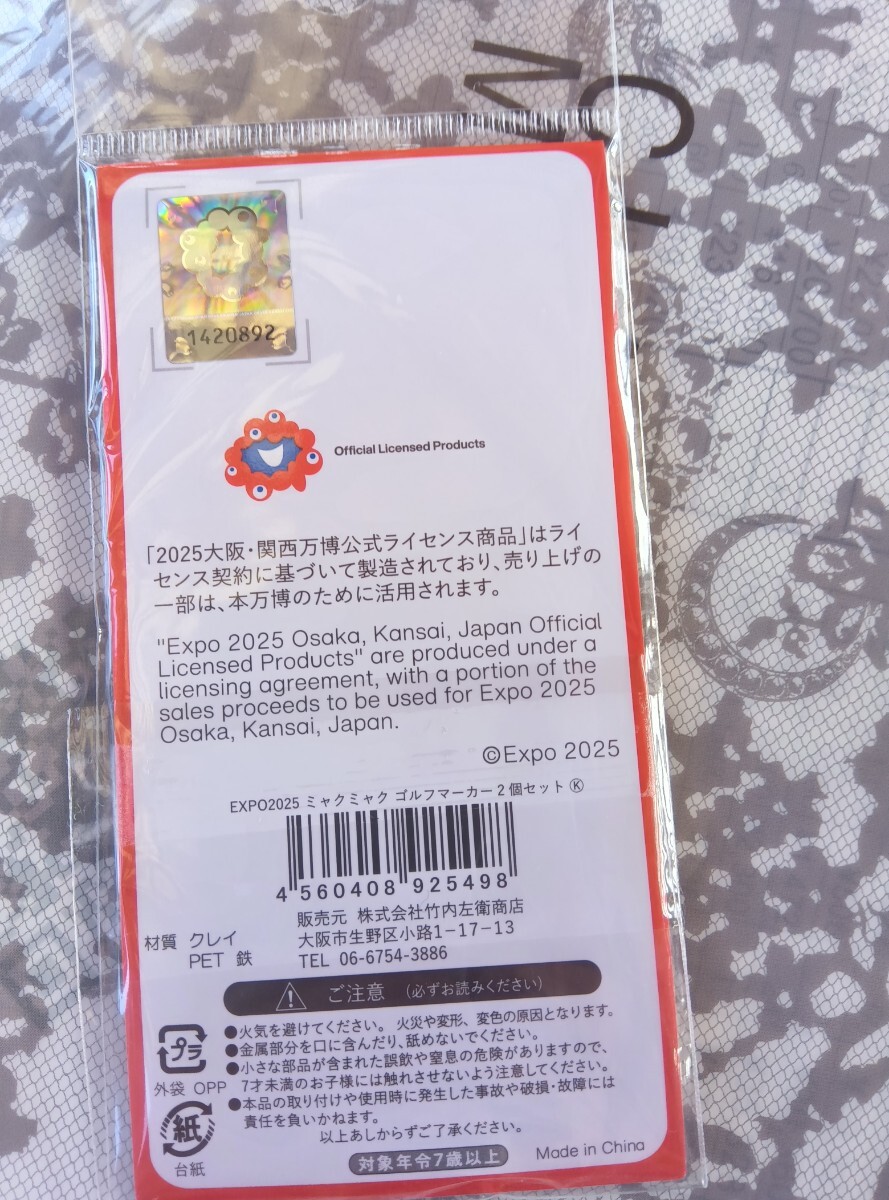 1420892
Official Licensed Products
「2025大阪・関西万博公式ライセンス商品」はライ
センス契約に基づいて製造されており、売り上げの
一部は、本万博のために活用されます。
"Expo 2025 Osaka, Kansai, Japan Official
Licensed Products" are produced under a
licensing agreement, with a portion of the
sales proceeds to be used for Expo 2025
Osaka, Kansai, Japan.
©Expo 2025
EXPO2025 ミャクミャク ゴルフマーカー2個セット Ⓚ
4 560408 925498
販売元 株式会社竹内左衛商店
大阪市生野区小路1-17-13
TEL 06-6754-3886
材質 クレイ
PET 鉄
ご注意 (必ずお読みください)
●火気を避けてください。火災や変形、変色の原因となります。
●金属部分を口に含んだり、舐めないでください。
●小さな部品が含まれた誤飲や窒息の危険がありますので、
7才未満のお子様には触れさせないよう注意してください。
●本品の取り付けや使用時に発生した事故や破損・故障には
責任を負いかねます。
以上あしからずご了承ください。
プラ
外袋 OPP
紙
台紙
対象年令7歳以上
Made in China